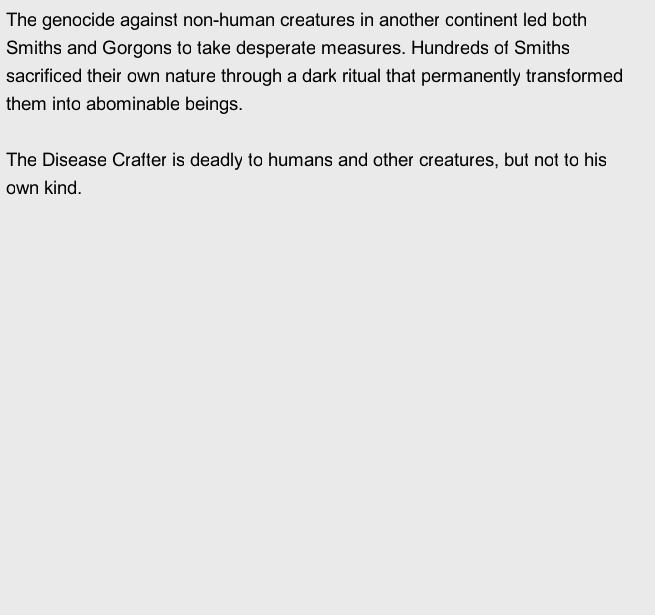 The genocide against non-human creatures in another continent led both
Smiths and Gorgons to take desperate measures. Hundreds of Smiths
sacrificed their own nature through a dark ritual that permanently transformed
them into abominable beings.
The Disease Crafter is deadly to humans and other creatures, but not to his
own kind.